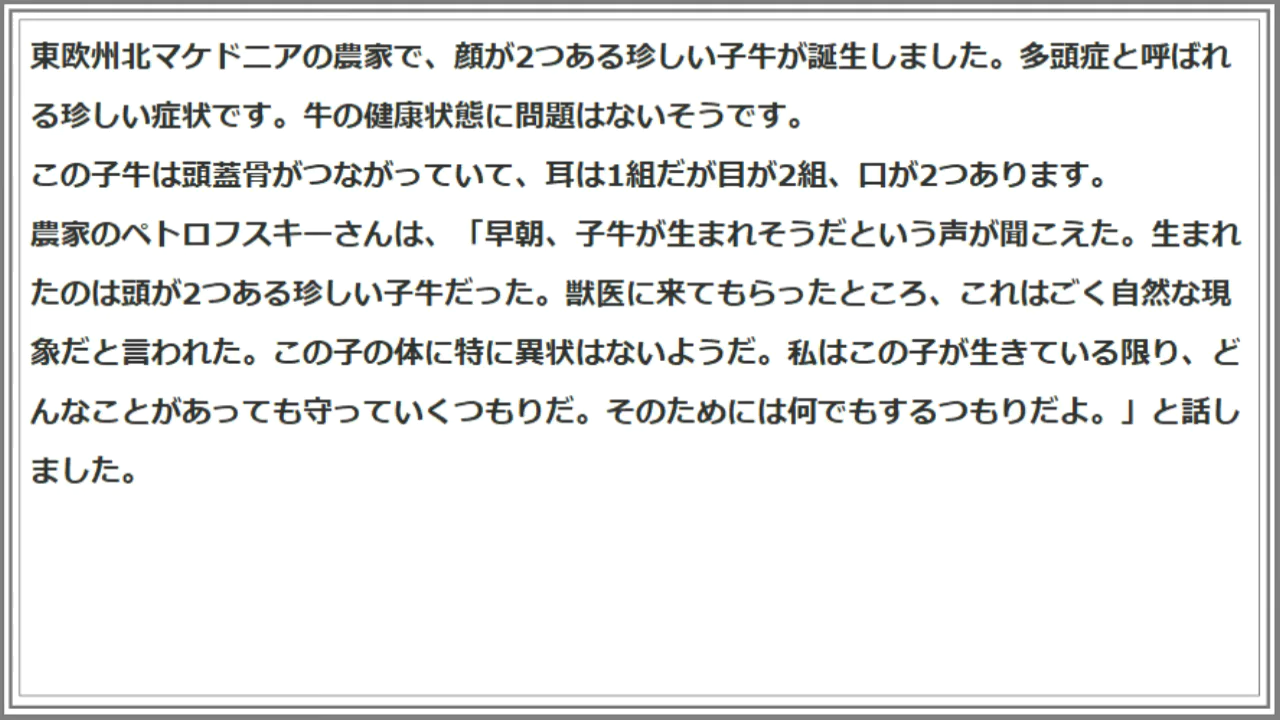 東欧州北マケドニアの農家で、顔が2つある珍しい子牛が誕生しました。多頭症と呼ばれ
る珍しい症状です。牛の健康状態に問題はないそうです。
この子牛は頭蓋骨がつながっていて、耳は1組だが目が2組、口が2つあります。
農家のペトロフスキーさんは、「早朝、子牛が生まれそうだという声が聞こえた。生まれ
たのは頭が2つある珍しい子牛だった。獣医に来てもらったところ、これはごく自然な現
象だと言われた。この子の体に特に異状はないようだ。私はこの子が生きている限り、ど
んなことがあっても守っていくつもりだ。そのためには何でもするつもりだよ。」と話し
ました。